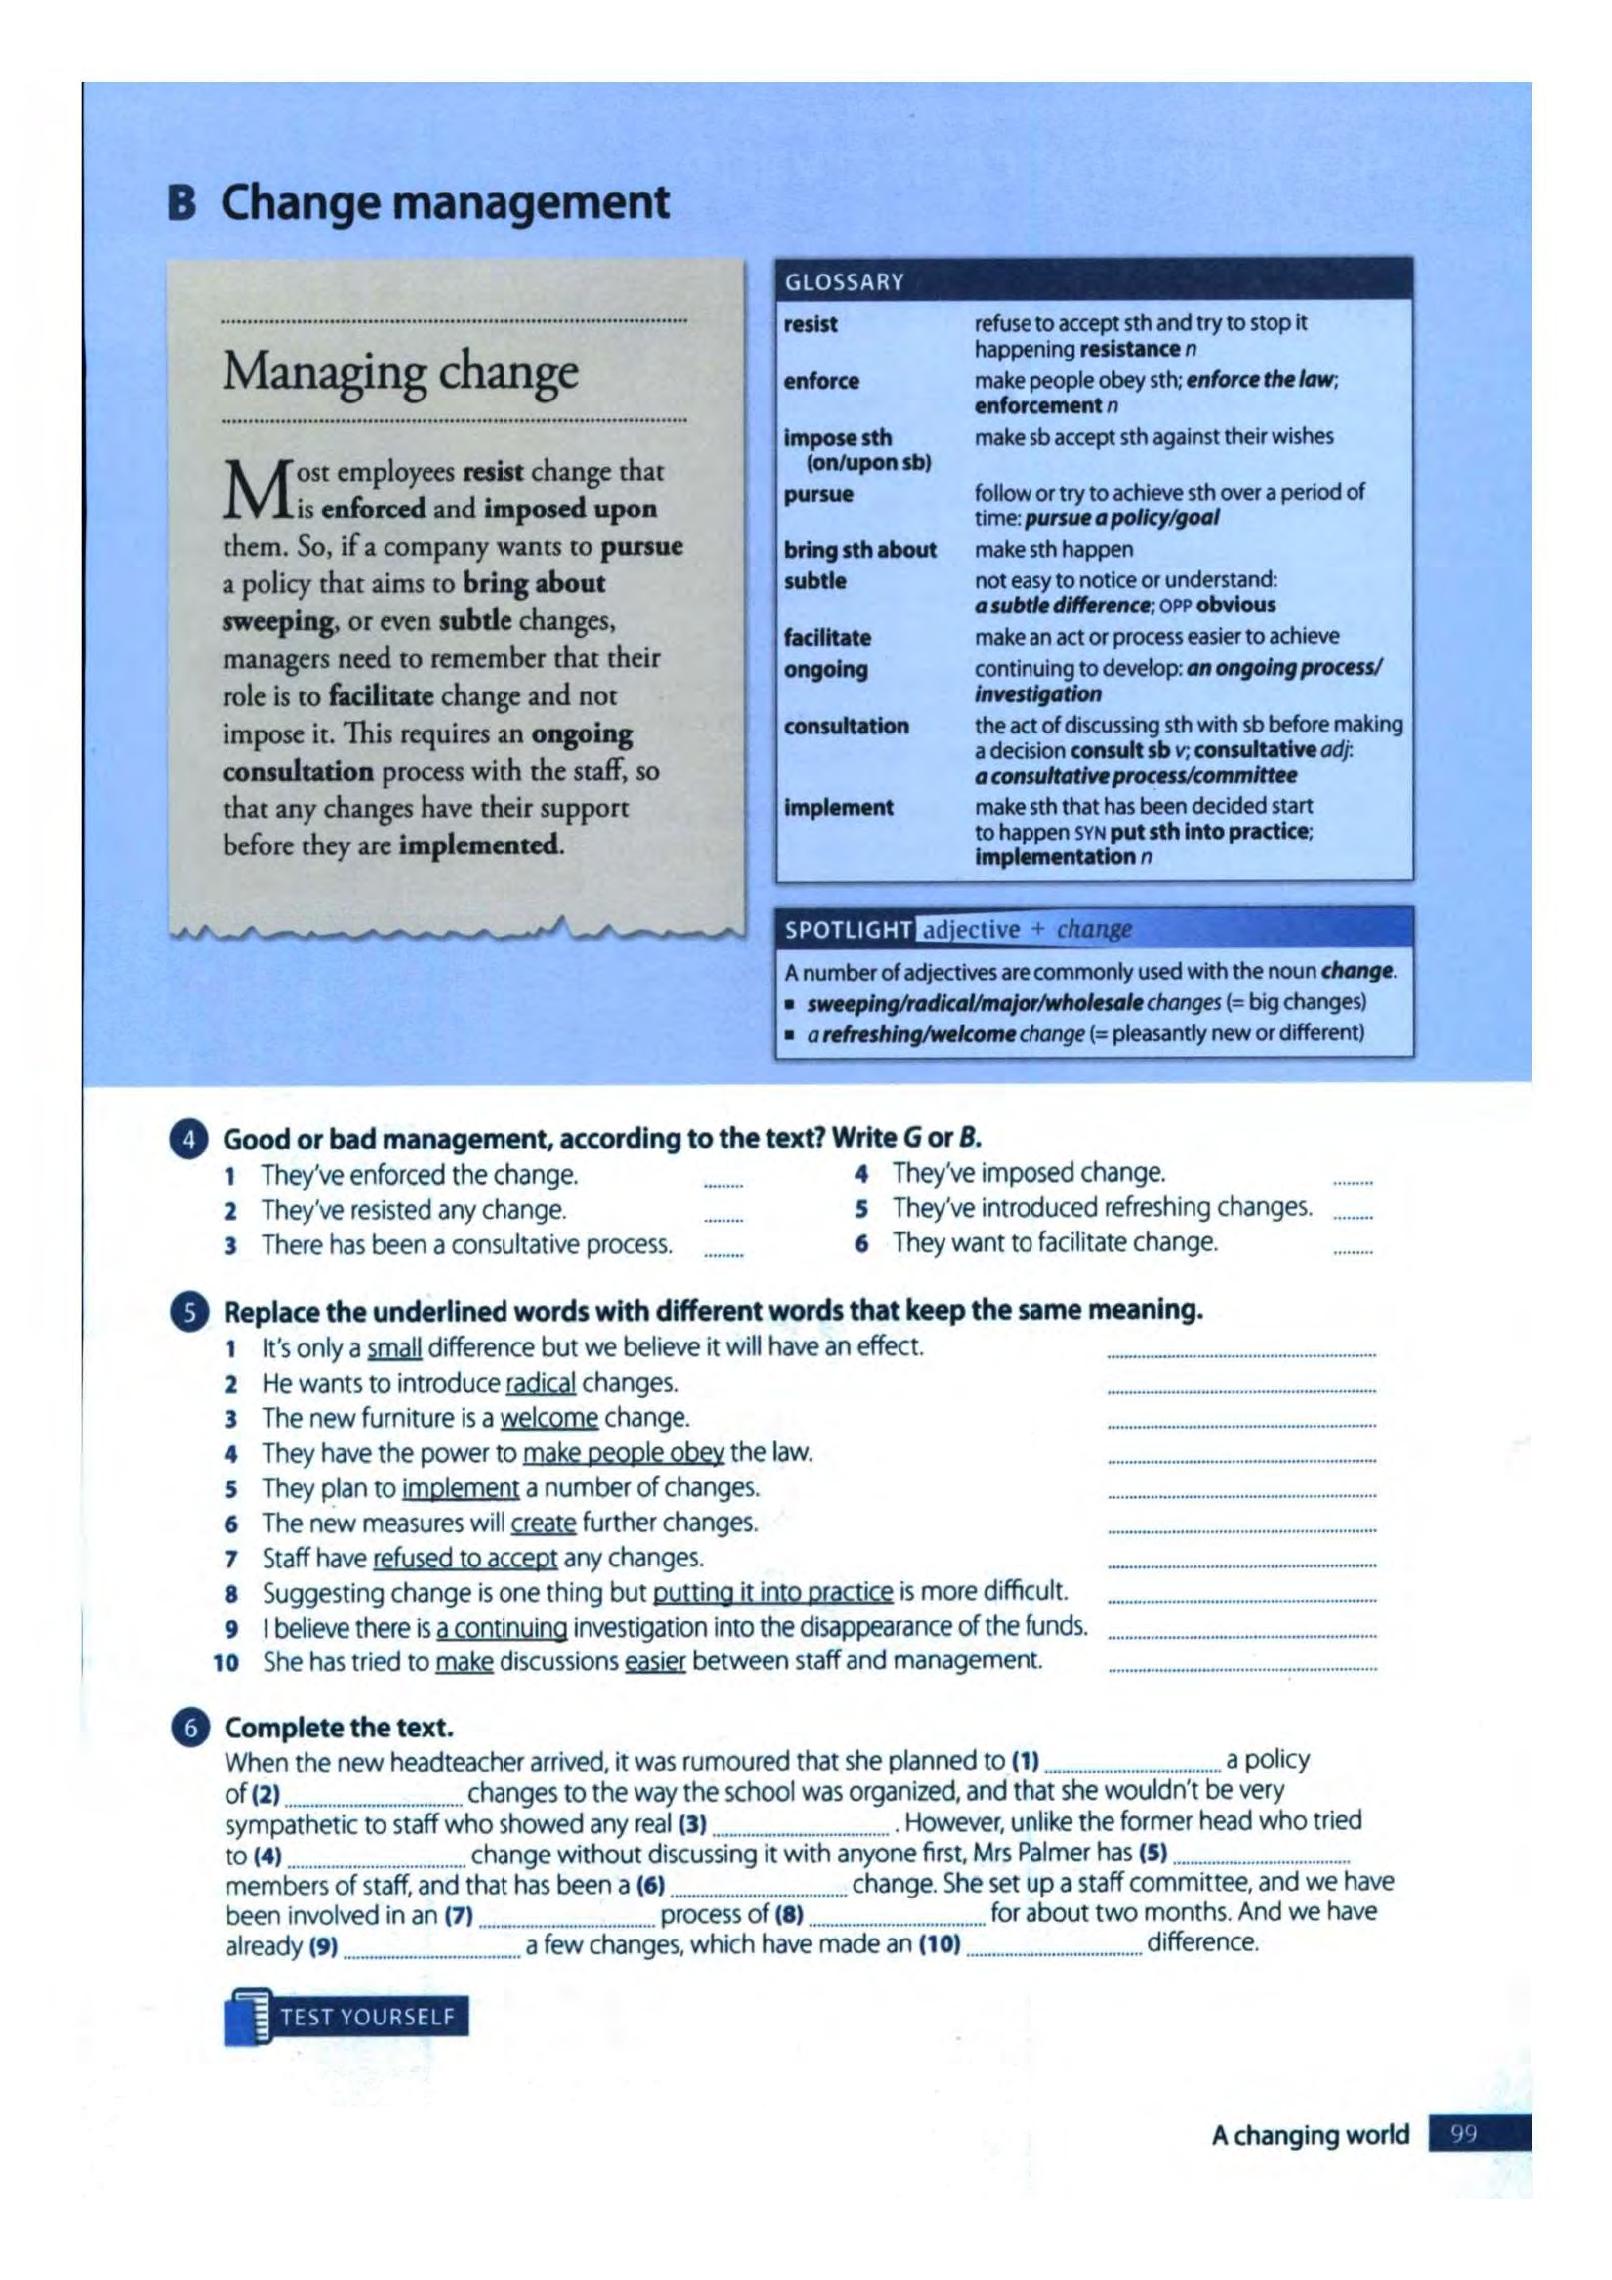 B Change management
Managing change
Most employees resist change that
is enforced and imposed upon
them. So, if a company wants to pursue
a policy that aims to bring about
sweeping, or even subtle changes,
managers need to remember that their
role is to facilitate change and not
impose it. This requires an ongoing
consultation process with the staff, so
that any changes have their support
before they are implemented.
GLOSSARY
resist refuse to accept sth and try to stop it
happening resistance n
enforce make people obey sth; enforce the law;
enforcement n
impose sth make sb accept sth against their wishes
(on/upon sb)
pursue follow or try to achieve sth over a period of
time: pursue a policy/goal
bring sth about make sth happen
subtle not easy to notice or understand:
a subtle difference; OPP obvious
facilitate make an act or process easier to achieve
ongoing continuing to develop: an ongoing process/
investigation
consultation the act of discussing sth with sb before making
a decision consult sb v; consultative adj:
a consultative process/committee
implement make sth that has been decided start
to happen SYN put sth into practice;
implementation n
SPOTLIGHT adjective + change
A number of adjectives are commonly used with the noun change.
▪ sweeping/radical/major/wholesale changes (= big changes)
▪ a refreshing/welcome change (= pleasantly new or different)
4 Good or bad management, according to the text? Write G or B.
1 They've enforced the change. ........
2 They've resisted any change. ........
3 There has been a consultative process. ........
4 They've imposed change. ........
5 They've introduced refreshing changes. ........
6 They want to facilitate change. ........
5 Replace the underlined words with different words that keep the same meaning.
1 It's only a small difference but we believe it will have an effect. ........
2 He wants to introduce radical changes. ........
3 The new furniture is a welcome change. ........
4 They have the power to make people obey the law. ........
5 They plan to implement a number of changes. ........
6 The new measures will create further changes. ........
7 Staff have refused to accept any changes. ........
8 Suggesting change is one thing but putting it into practice is more difficult. ........
9 I believe there is a continuing investigation into the disappearance of the funds. ........
10 She has tried to make discussions easier between staff and management. ........
6 Complete the text.
When the new headteacher arrived, it was rumoured that she planned to (1) ........ a policy
of (2) ........ changes to the way the school was organized, and that she wouldn't be very
sympathetic to staff who showed any real (3) ........ . However, unlike the former head who tried
to (4) ........ change without discussing it with anyone first, Mrs Palmer has (5) ........
members of staff, and that has been a (6) ........ change. She set up a staff committee, and we have
been involved in an (7) ........ process of (8) ........ for about two months. And we have
already (9) ........ a few changes, which have made an (10) ........ difference.
TEST YOURSELF
A changing world 99